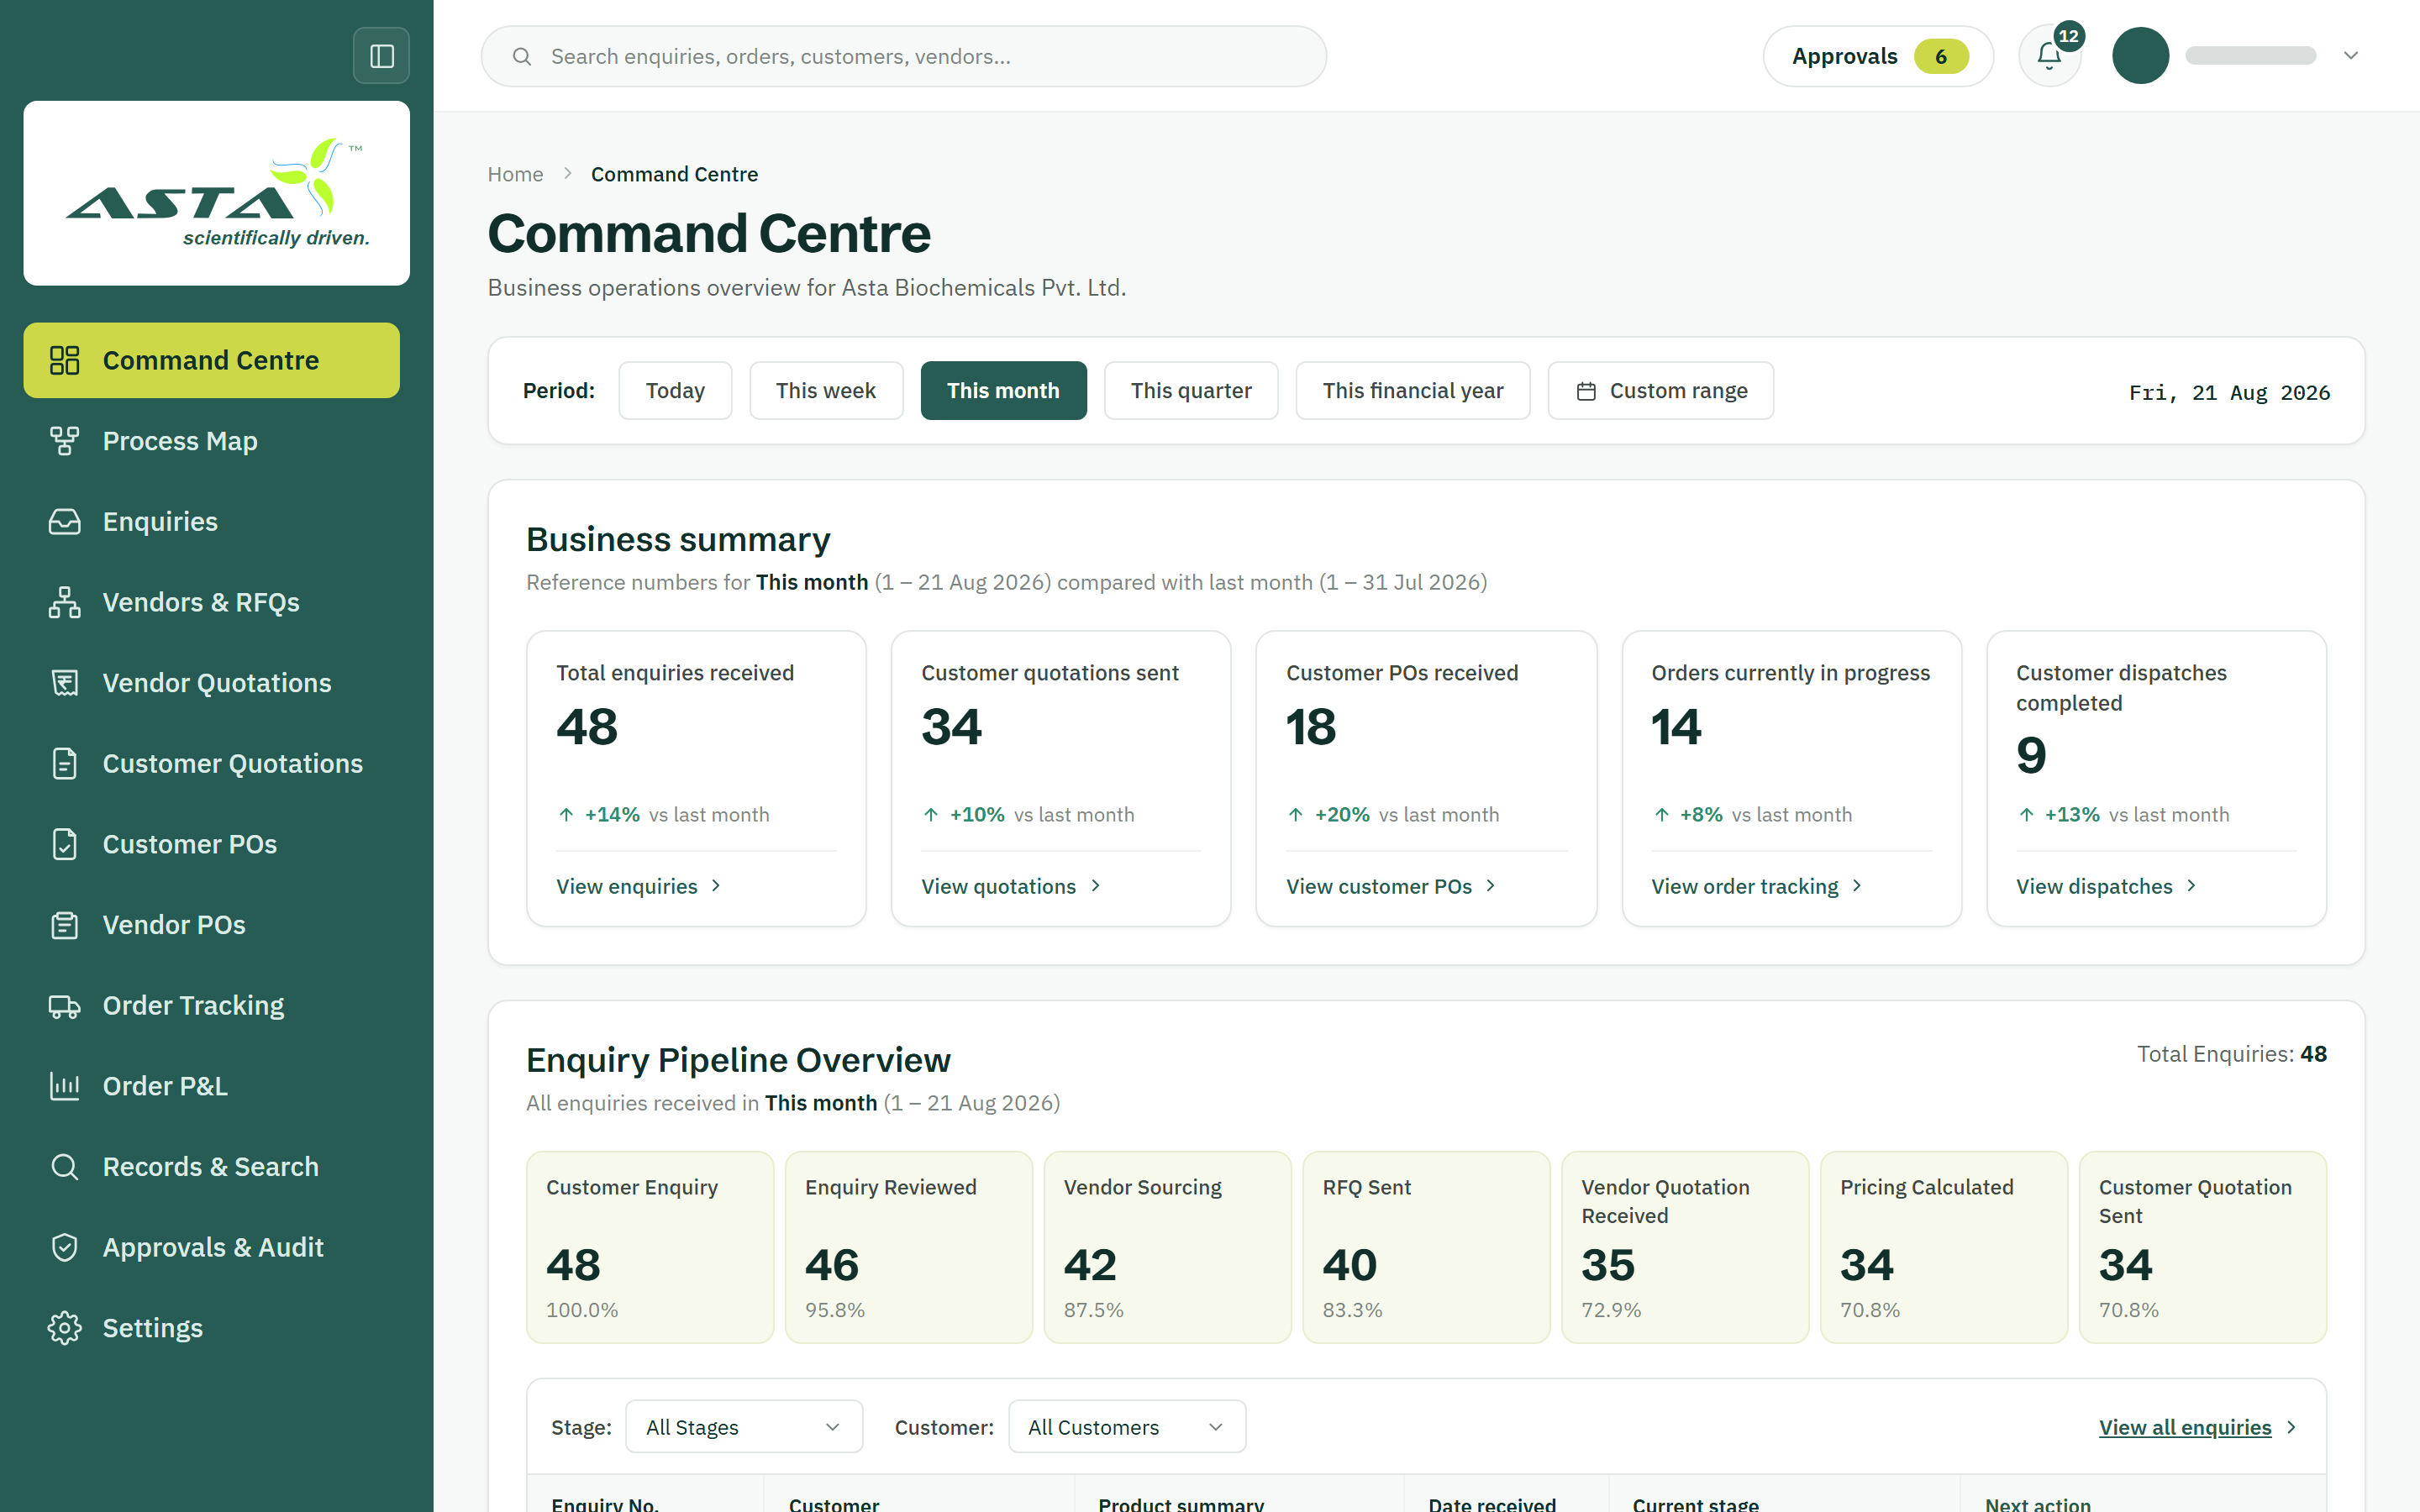 Search enquiries, orders, customers, vendors...
Approvals 6
12
ASTA TM
scientifically driven.
Command Centre
Process Map
Enquiries
Vendors & RFQs
Vendor Quotations
Customer Quotations
Customer POs
Vendor POs
Order Tracking
Order P&L
Records & Search
Approvals & Audit
Settings
Home > Command Centre
Command Centre
Business operations overview for Asta Biochemicals Pvt. Ltd.
Period: Today This week This month This quarter This financial year Custom range Fri, 21 Aug 2026
Business summary
Reference numbers for This month (1 – 21 Aug 2026) compared with last month (1 – 31 Jul 2026)
Total enquiries received
48
↑ +14% vs last month
View enquiries >
Customer quotations sent
34
↑ +10% vs last month
View quotations >
Customer POs received
18
↑ +20% vs last month
View customer POs >
Orders currently in progress
14
↑ +8% vs last month
View order tracking >
Customer dispatches
completed
9
↑ +13% vs last month
View dispatches >
Enquiry Pipeline Overview
Total Enquiries: 48
All enquiries received in This month (1 – 21 Aug 2026)
Customer Enquiry
48
100.0%
Enquiry Reviewed
46
95.8%
Vendor Sourcing
42
87.5%
RFQ Sent
40
83.3%
Vendor Quotation
Received
35
72.9%
Pricing Calculated
34
70.8%
Customer Quotation
Sent
34
70.8%
Stage: All Stages Customer: All Customers View all enquiries >
Enquiry No. Customer Product summary Date received Current stage Next action